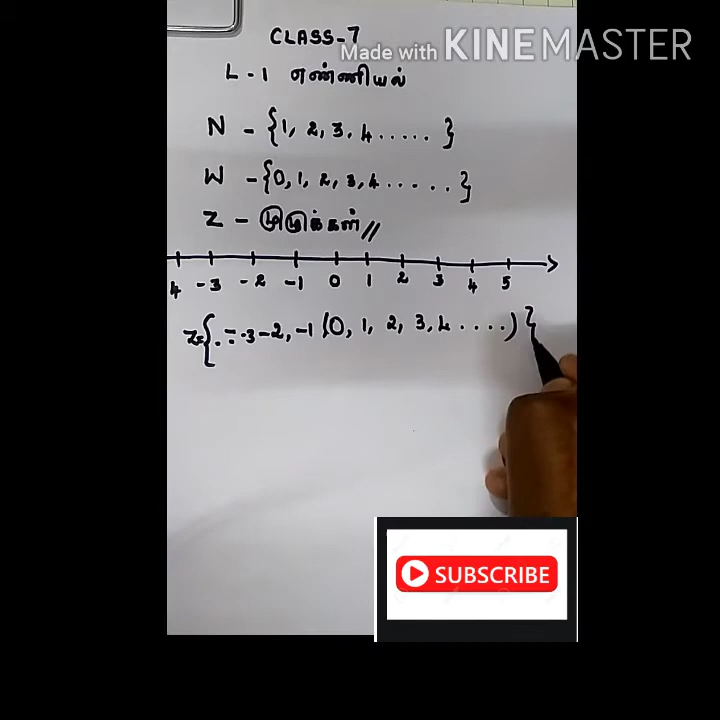 CLASS-7
Made with KINEMASTER
L-1 எண்ணியல்
N - {1, 2, 3, 4 ..... }
W - {0, 1, 2, 3, 4 ..... }
Z - முழுக்கள் //
4 -3 -2 -1 0 1 2 3 4 5
Z={. -- -3 -2, -1 (0, 1, 2, 3, 4 ....) }
SUBSCRIBE